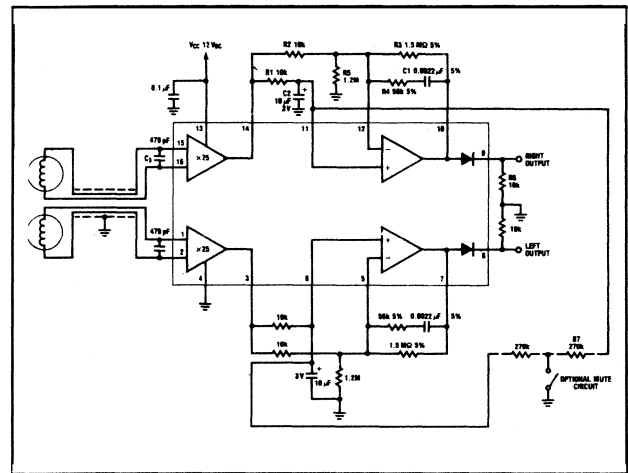 VCC 12 VDC
0.1 μF
R2 10k
R1 10k
C2
10 μF
3V
R5
1.2M
R3 1.5 MΩ 5%
C1 0.0022 μF 5%
R4 56k 5%
13
14
11
12
10
470 pF
C3
15
16
×25
-
+
9
RIGHT
OUTPUT
R6
10k
10k
LEFT
OUTPUT
470 pF
1
2
×25
4
3
6
5
7
+
-
8
10k
10k
56k 5%
0.0022 μF
5%
1.5 MΩ 5%
3V
10 μF
1.2M
270k
R7
270k
OPTIONAL MUTE
CIRCUIT